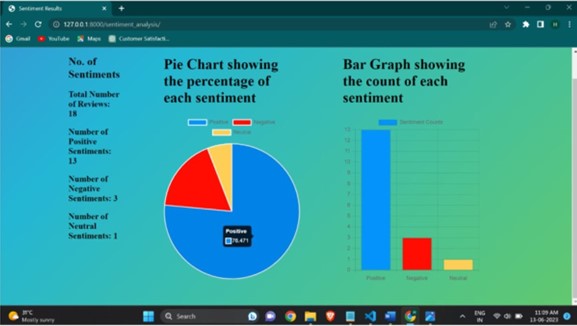 Sentiment Results
127.0.0.1:8000/sentiment_analysis/
Gmail YouTube Maps Customer Satisfacti...
No. of
Sentiments
Total Number
of Reviews:
18
Number of
Positive
Sentiments:
13
Number of
Negative
Sentiments: 3
Number of
Neutral
Sentiments: 1
Pie Chart showing
the percentage of
each sentiment
Positive Negative
Neutral
Positive
76.471
Bar Graph showing
the count of each
sentiment
Sentiment Counts
13
12
11
10
9
8
7
6
5
4
3
2
1
0
Positive Negative Neutral
31°C
Mostly sunny
Search
ENG
IN
11:09 AM
13-06-2023